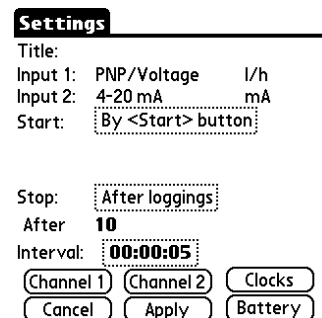 Settings
Title:
Input 1: PNP/Voltage l/h
Input 2: 4-20 mA mA
Start: By <Start> button
Stop: After loggings
After 10
Interval: 00:00:05
Channel 1 Channel 2 Clocks
Cancel Apply Battery